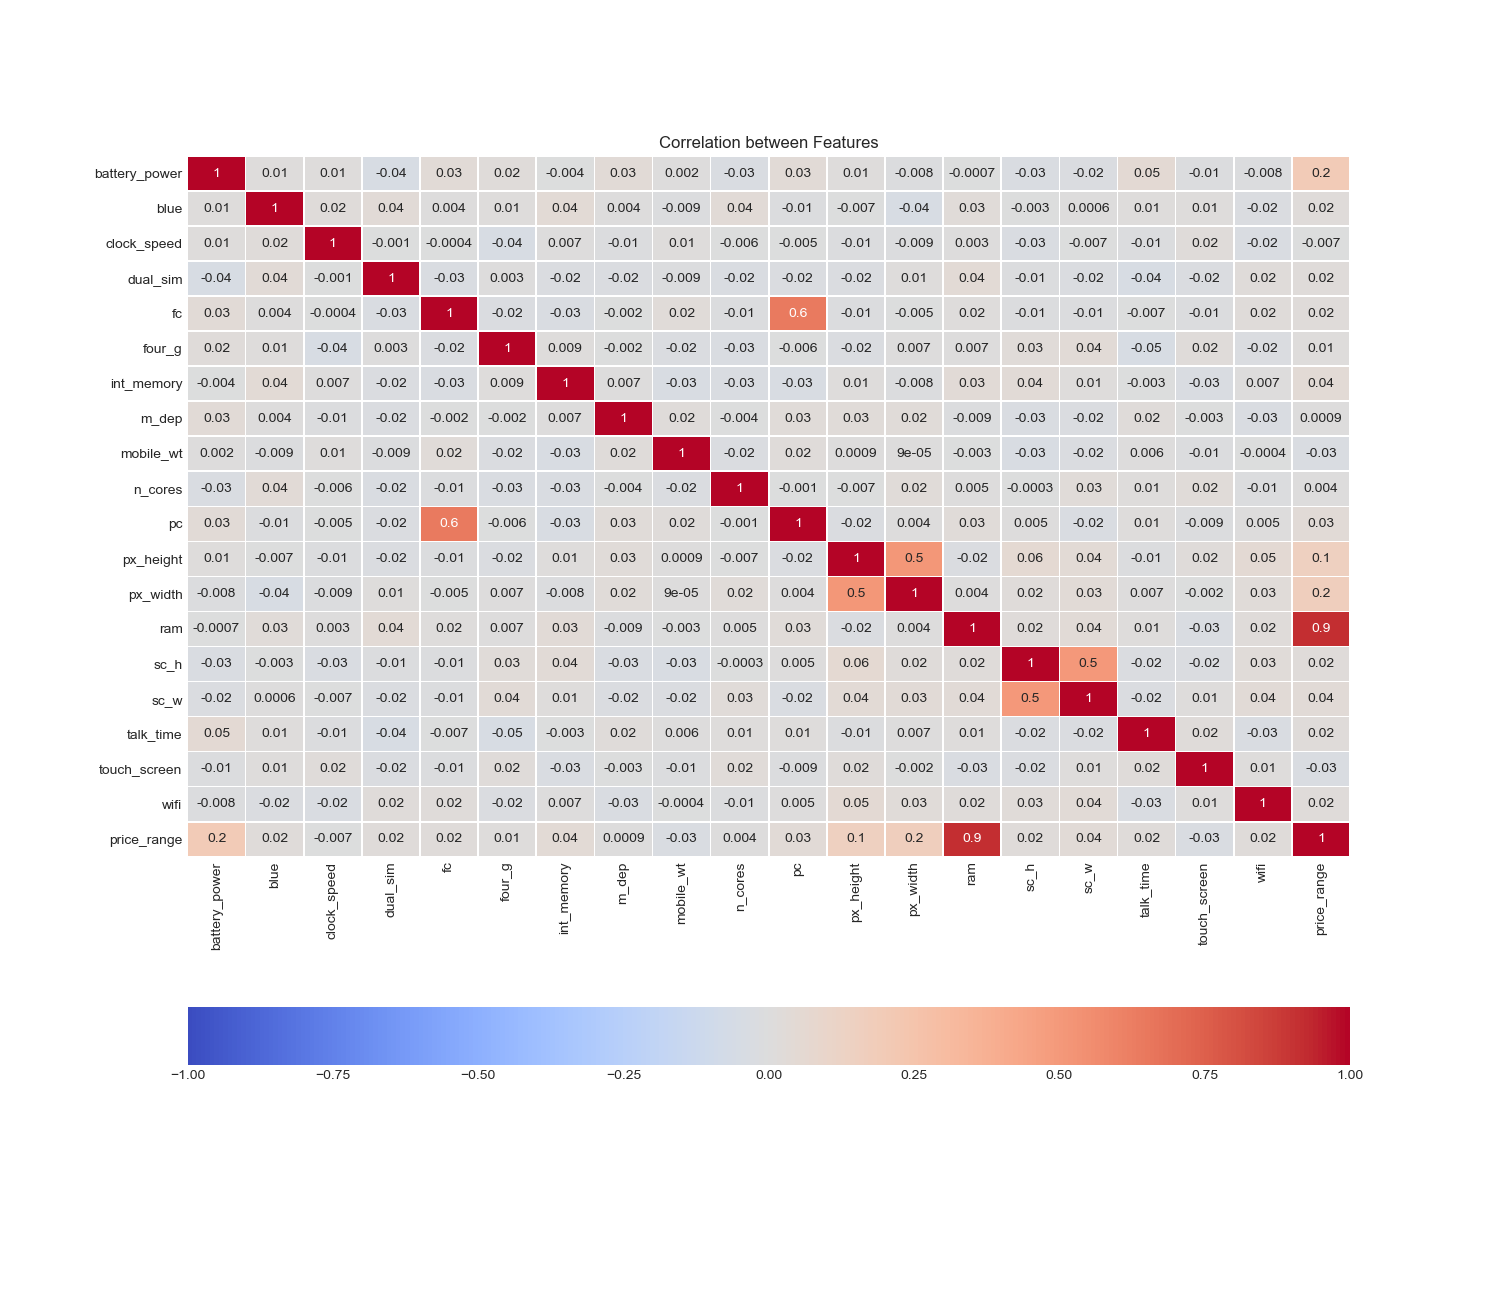 Correlation between Features
battery_power 1 0.01 0.01 -0.04 0.03 0.02 -0.004 0.03 0.002 -0.03 0.03 0.01 -0.008 -0.0007 -0.03 -0.02 0.05 -0.01 -0.008 0.2
blue 0.01 1 0.02 0.04 0.004 0.01 0.04 0.004 -0.009 0.04 -0.01 -0.007 -0.04 0.03 -0.003 0.0006 0.01 0.01 -0.02 0.02
clock_speed 0.01 0.02 1 -0.001 -0.0004 -0.04 0.007 -0.01 0.01 -0.006 -0.005 -0.01 -0.009 0.003 -0.03 -0.007 -0.01 0.02 -0.02 -0.007
dual_sim -0.04 0.04 -0.001 1 -0.03 0.003 -0.02 -0.02 -0.009 -0.02 -0.02 -0.02 0.01 0.04 -0.01 -0.02 -0.04 -0.02 0.02 0.02
fc 0.03 0.004 -0.0004 -0.03 1 -0.02 -0.03 -0.002 0.02 -0.01 0.6 -0.01 -0.005 0.02 -0.01 -0.01 -0.007 -0.01 0.02 0.02
four_g 0.02 0.01 -0.04 0.003 -0.02 1 0.009 -0.002 -0.02 -0.03 -0.006 -0.02 0.007 0.007 0.03 0.04 -0.05 0.02 -0.02 0.01
int_memory -0.004 0.04 0.007 -0.02 -0.03 0.009 1 0.007 -0.03 -0.03 -0.03 0.01 -0.008 0.03 0.04 0.01 -0.003 -0.03 0.007 0.04
m_dep 0.03 0.004 -0.01 -0.02 -0.002 -0.002 0.007 1 0.02 -0.004 0.03 0.03 0.02 -0.009 -0.03 -0.02 0.02 -0.003 -0.03 0.0009
mobile_wt 0.002 -0.009 0.01 -0.009 0.02 -0.02 -0.03 0.02 1 -0.02 0.02 0.0009 9e-05 -0.003 -0.03 -0.02 0.006 -0.01 -0.0004 -0.03
n_cores -0.03 0.04 -0.006 -0.02 -0.01 -0.03 -0.03 -0.004 -0.02 1 -0.001 -0.007 0.02 0.005 -0.0003 0.03 0.01 0.02 -0.01 0.004
pc 0.03 -0.01 -0.005 -0.02 0.6 -0.006 -0.03 0.03 0.02 -0.001 1 -0.02 0.004 0.03 0.005 -0.02 0.01 -0.009 0.005 0.03
px_height 0.01 -0.007 -0.01 -0.02 -0.01 -0.02 0.01 0.03 0.0009 -0.007 -0.02 1 0.5 -0.02 0.06 0.04 -0.01 0.02 0.05 0.1
px_width -0.008 -0.04 -0.009 0.01 -0.005 0.007 -0.008 0.02 9e-05 0.02 0.004 0.5 1 0.004 0.02 0.03 0.007 -0.002 0.03 0.2
ram -0.0007 0.03 0.003 0.04 0.02 0.007 0.03 -0.009 -0.003 0.005 0.03 -0.02 0.004 1 0.02 0.04 0.01 -0.03 0.02 0.9
sc_h -0.03 -0.003 -0.03 -0.01 -0.01 0.03 0.04 -0.03 -0.03 -0.0003 0.005 0.06 0.02 0.02 1 0.5 -0.02 -0.02 0.03 0.02
sc_w -0.02 0.0006 -0.007 -0.02 -0.01 0.04 0.01 -0.02 -0.02 0.03 -0.02 0.04 0.03 0.04 0.5 1 -0.02 0.01 0.04 0.04
talk_time 0.05 0.01 -0.01 -0.04 -0.007 -0.05 -0.003 0.02 0.006 0.01 0.01 -0.01 0.007 0.01 -0.02 -0.02 1 0.02 -0.03 0.02
touch_screen -0.01 0.01 0.02 -0.02 -0.01 0.02 -0.03 -0.003 -0.01 0.02 -0.009 0.02 -0.002 -0.03 -0.02 0.01 0.02 1 0.01 -0.03
wifi -0.008 -0.02 -0.02 0.02 0.02 -0.02 0.007 -0.03 -0.0004 -0.01 0.005 0.05 0.03 0.02 0.03 0.04 -0.03 0.01 1 0.02
price_range 0.2 0.02 -0.007 0.02 0.02 0.01 0.04 0.0009 -0.03 0.004 0.03 0.1 0.2 0.9 0.02 0.04 0.02 -0.03 0.02 1
battery_power blue clock_speed dual_sim fc four_g int_memory m_dep mobile_wt n_cores pc px_height px_width ram sc_h sc_w talk_time touch_screen wifi price_range
−1.00 −0.75 −0.50 −0.25 0.00 0.25 0.50 0.75 1.00